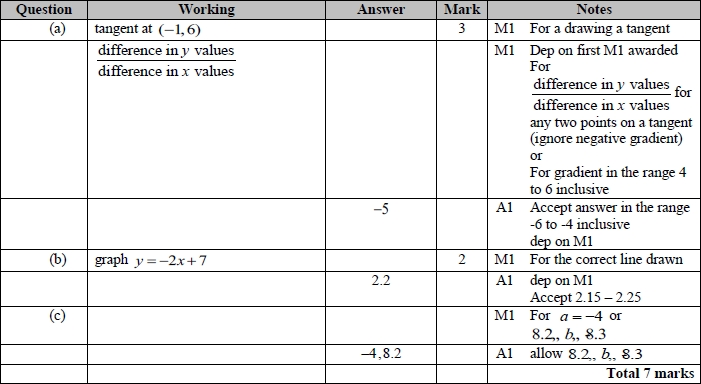 Question Working Answer Mark Notes
(a) tangent at (−1, 6) 3 M1 For a drawing a tangent
difference in y values
difference in x values
M1 Dep on first M1 awarded
For
difference in y values
difference in x values for
any two points on a tangent
(ignore negative gradient)
or
For gradient in the range 4
to 6 inclusive
−5 A1 Accept answer in the range
-6 to -4 inclusive
dep on M1
(b) graph y = −2x + 7 2 M1 For the correct line drawn
2.2 A1 dep on M1
Accept 2.15 – 2.25
(c) M1 For a = −4 or
8.2,, b,, 8.3
−4, 8.2 A1 allow 8.2,, b,, 8.3
Total 7 marks